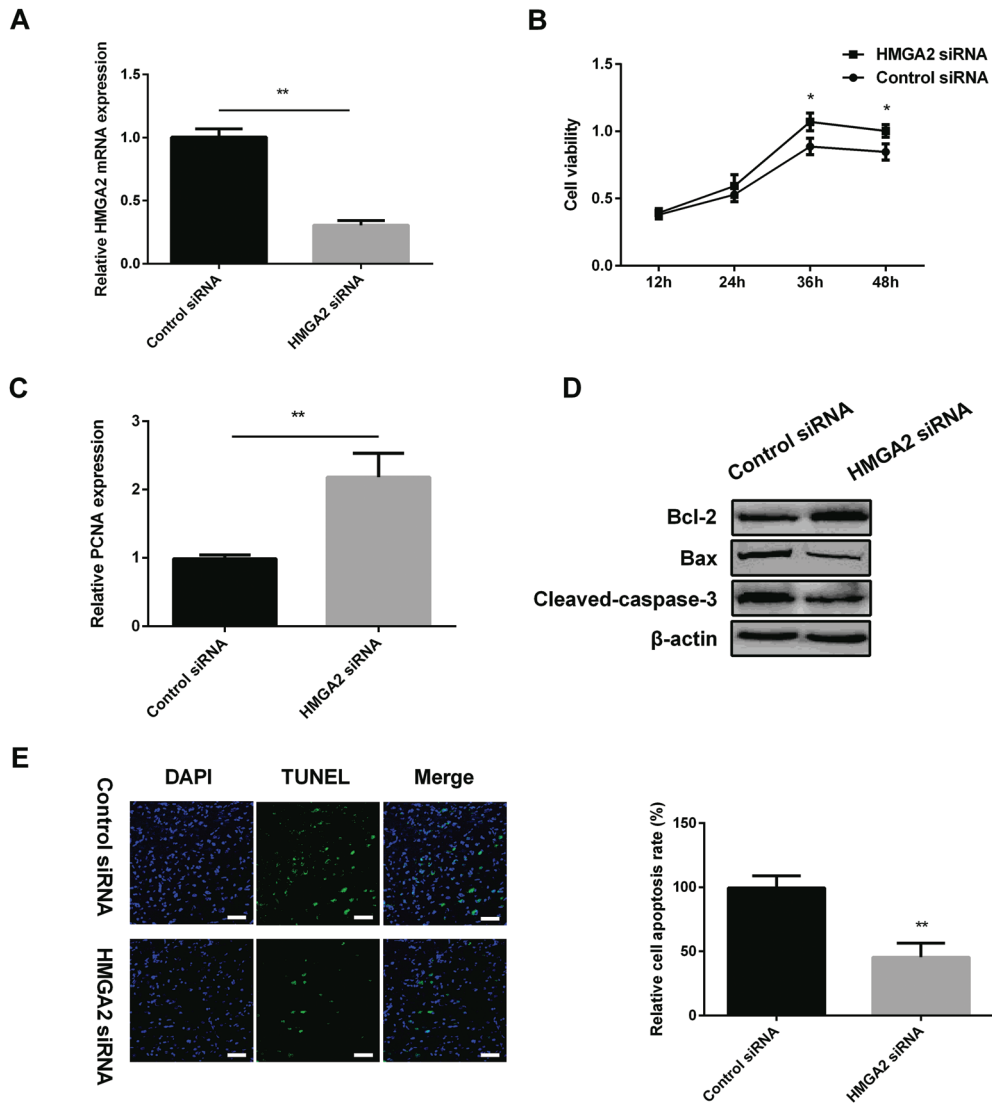 A
Relative HMGA2 mRNA expression
1.5
1.0
0.5
0.0
**
Control siRNA
HMGA2 siRNA
B
HMGA2 siRNA
Control siRNA
Cell viability
1.5
1.0
0.5
0.0
*
*
12h
24h
36h
48h
C
Relative PCNA expression
3
2
1
0
**
Control siRNA
HMGA2 siRNA
D
Control siRNA
HMGA2 siRNA
Bcl-2
Bax
Cleaved-caspase-3
β-actin
E
DAPI
TUNEL
Merge
Control siRNA
HMGA2 siRNA
Relative cell apoptosis rate (%)
150
100
50
0
**
Control siRNA
HMGA2 siRNA